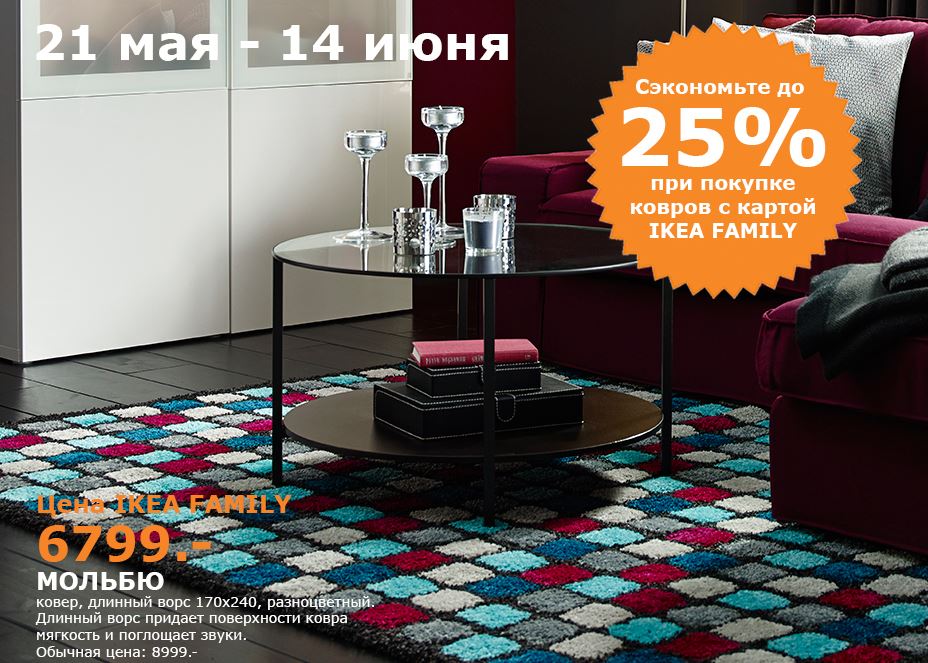 21 мая - 14 июня
Сэкономьте до
25%
при покупке
ковров с картой
IKEA FAMILY
Цена IKEA FAMILY
6799.-
МОЛЬБЮ
ковер, длинный ворс 170x240, разноцветный.
Длинный ворс придает поверхности ковра
мягкость и поглощает звуки.
Обычная цена: 8999.-